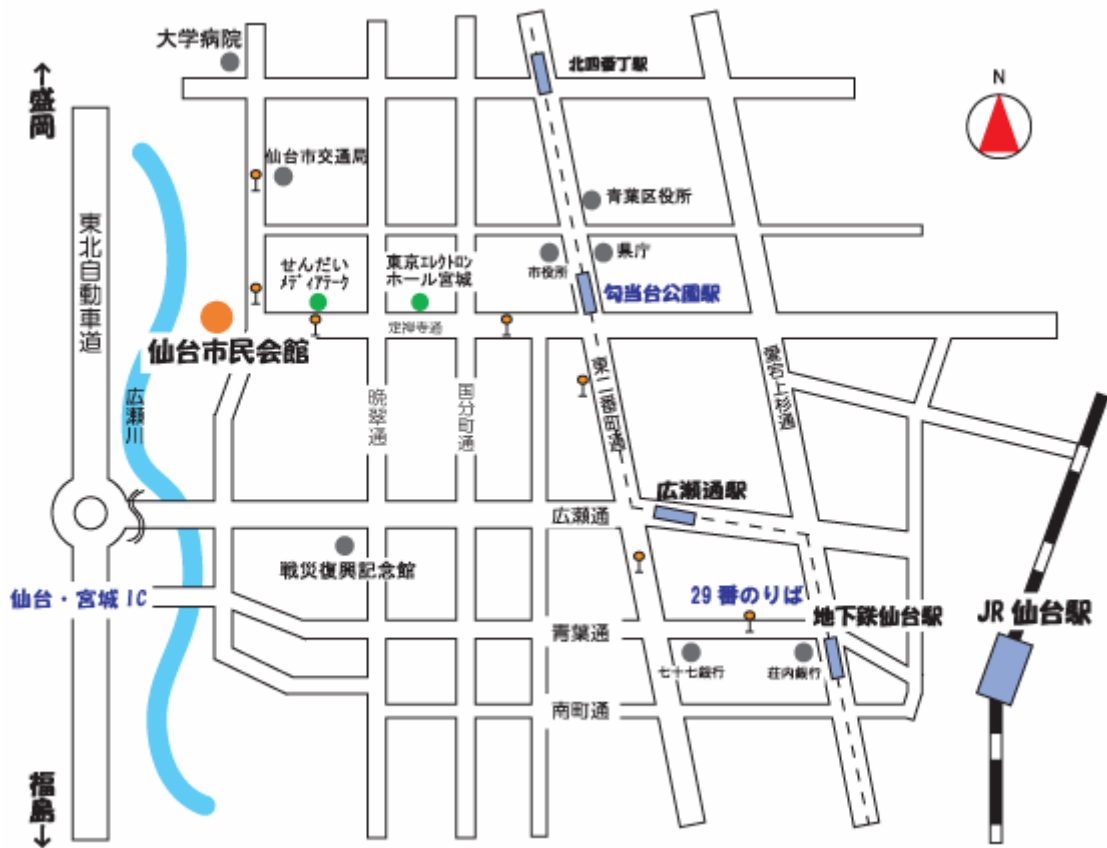 大学病院
北四番丁駅
N
↑盛岡
仙台市交通局
青葉区役所
東北自動車道
せんだい
メディアテーク
東京エレクトロン
ホール宮城
市役所
県庁
勾当台公園駅
定禅寺通
仙台市民会館
広瀬川
晩翠通
国分町通
東二番町通
愛宕上杉通
広瀬通駅
広瀬通
戦災復興記念館
仙台・宮城IC
29番のりば
地下鉄仙台駅
JR仙台駅
青葉通
七十七銀行
荘内銀行
南町通
福島↓